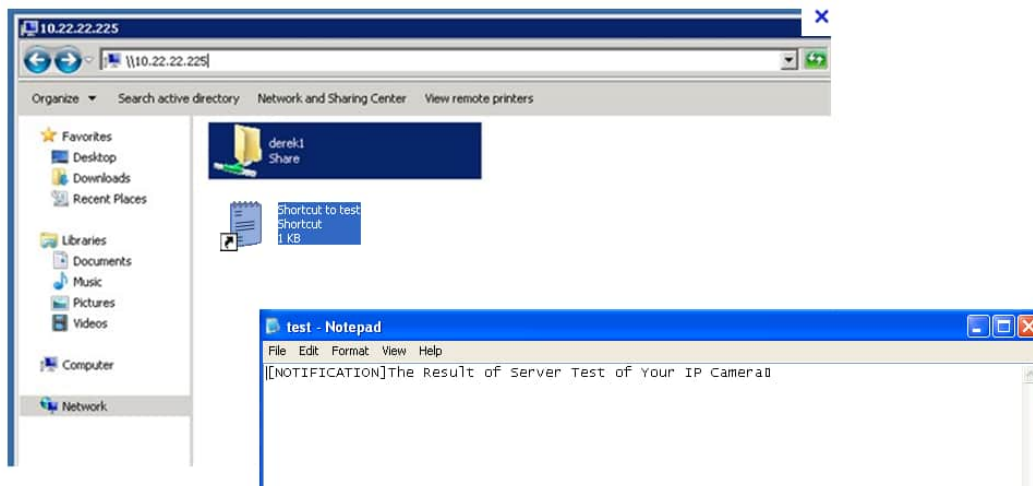 10.22.22.225
\\10.22.22.225
Organize Search active directory Network and Sharing Center View remote printers
Favorites
Desktop
Downloads
Recent Places
Libraries
Documents
Music
Pictures
Videos
Computer
Network
derek1
Share
Shortcut to test
Shortcut
1 KB
test - Notepad
File Edit Format View Help
[NOTIFICATION]The Result of Server Test of Your IP Camera